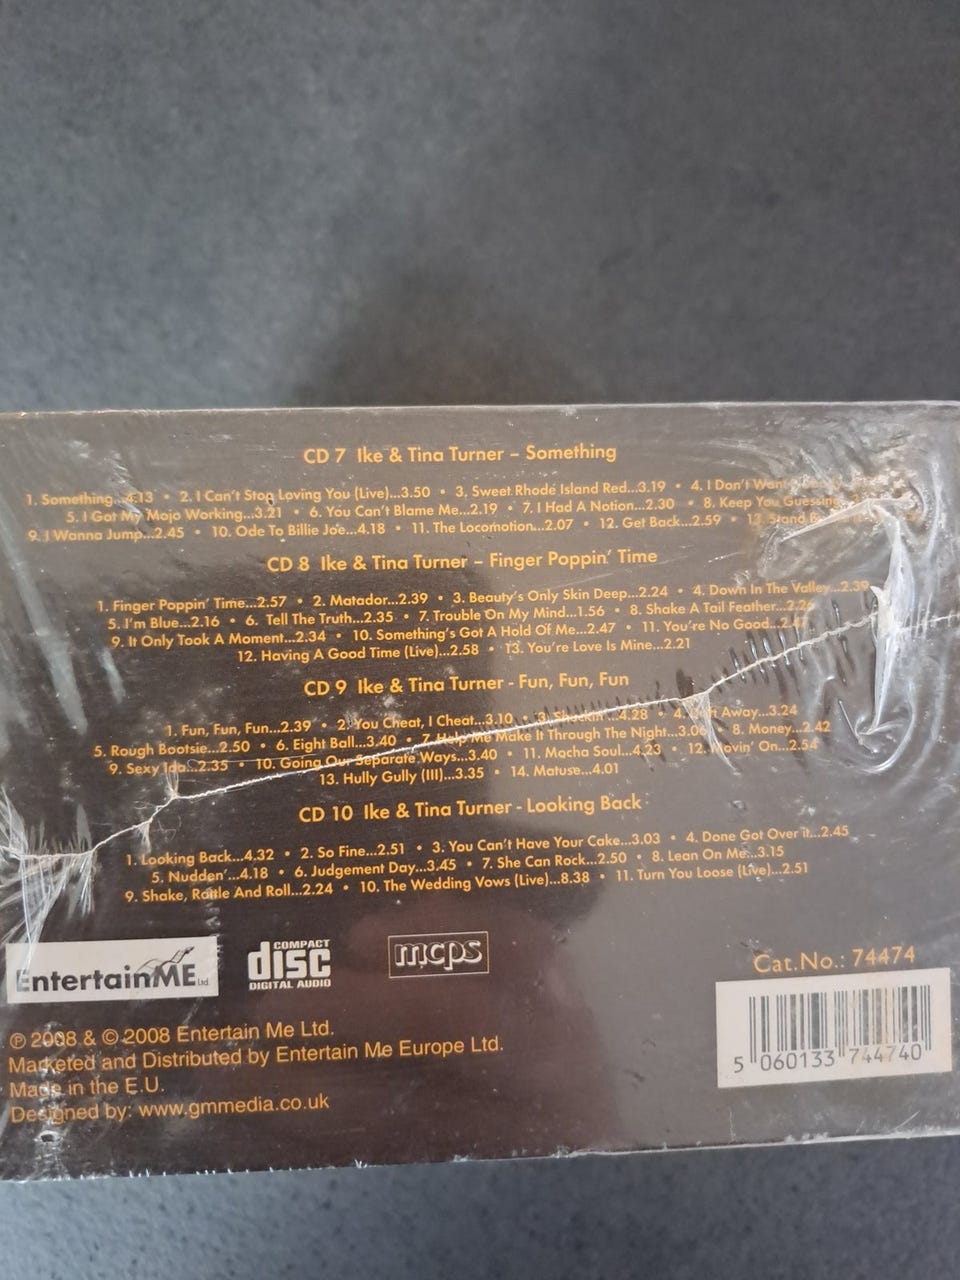 CD 7 Ike & Tina Turner – Something
1. Something...4.13 • 2. I Can't Stop Loving You (Live)...3.50 • 3. Sweet Rhode Island Red...3.19 • 4. I Don't Want
5. I Got My Mojo Working...3.21 • 6. You Can't Blame Me...2.19 • 7. I Had A Notion...2.30 • 8. Keep You Guessing
9. I Wanna Jump...2.45 • 10. Ode To Billie Joe...4.18 • 11. The Locomotion...2.07 • 12. Get Back...2.59 • 13. Stand
CD 8 Ike & Tina Turner – Finger Poppin' Time
1. Finger Poppin' Time...2.57 • 2. Matador...2.39 • 3. Beauty's Only Skin Deep...2.24 • 4. Down In The Valley...2.39
5. I'm Blue...2.16 • 6. Tell The Truth...2.35 • 7. Trouble On My Mind...1.56 • 8. Shake A Tail Feather
9. It Only Took A Moment...2.34 • 10. Something's Got A Hold Of Me...2.47 • 11. You're No Good...2.47
12. Having A Good Time (Live)...2.58 • 13. You're Love Is Mine...2.21
CD 9 Ike & Tina Turner - Fun, Fun, Fun
1. Fun, Fun, Fun...2.39 • 2. You Cheat, I Cheat...3.10 • 3. Shockin'...4.28 • 4. Away...3.24
5. Rough Bootsie...2.50 • 6. Eight Ball...3.40 • 7. Help Me Make It Through The Night...3.06 • 8. Money...2.42
9. Sexy Ida...2.35 • 10. Going Our Separate Ways...3.40 • 11. Mocha Soul...4.23 • 12. Movin' On...2.54
13. Hully Gully (III)...3.35 • 14. Matuse...4.01
CD 10 Ike & Tina Turner - Looking Back
1. Looking Back...4.32 • 2. So Fine...2.51 • 3. You Can't Have Your Cake...3.03 • 4. Done Got Over it...2.45
5. Nudden'...4.18 • 6. Judgement Day...3.45 • 7. She Can Rock...2.50 • 8. Lean On Me...3.15
9. Shake, Rattle And Roll...2.24 • 10. The Wedding Vows (Live)...8.38 • 11. Turn You Loose (Live)...2.51
EntertainME Ltd.
COMPACT disc DIGITAL AUDIO
mcps
Cat.No.: 74474
5 060133 744740
℗ 2008 & © 2008 Entertain Me Ltd.
Marketed and Distributed by Entertain Me Europe Ltd.
Made in the E.U.
Designed by: www.gmmedia.co.uk